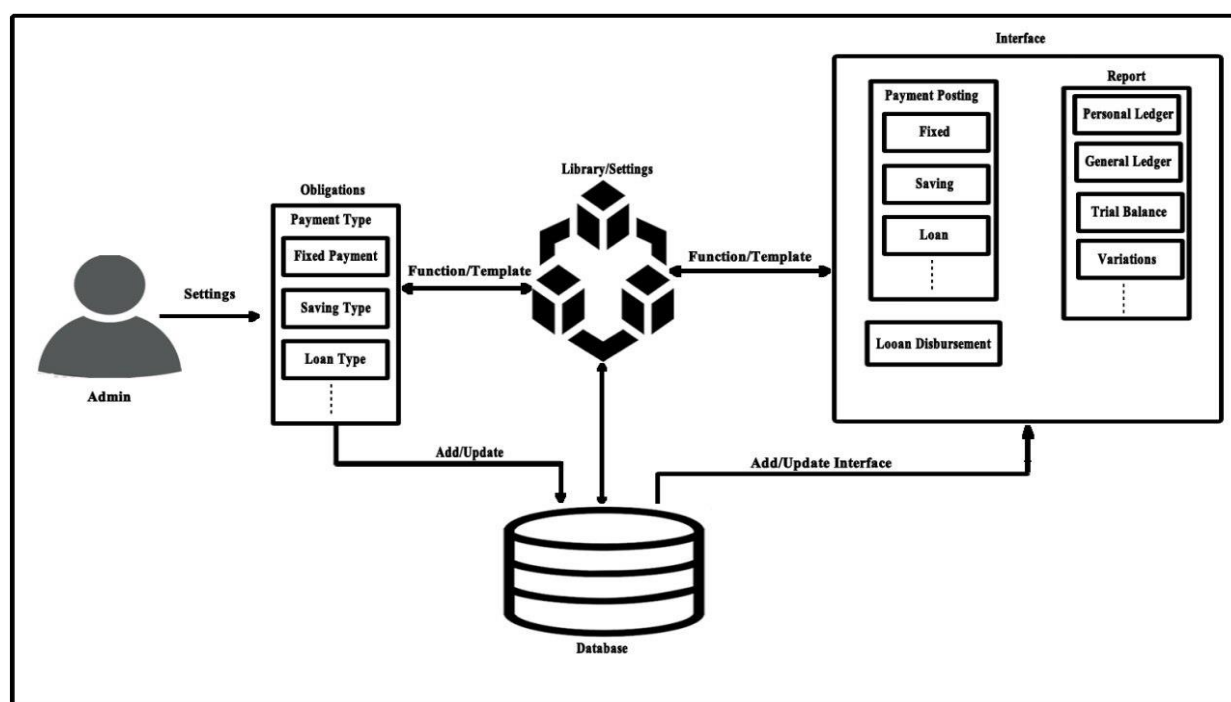 Interface
Report
Payment Posting
Personal Ledger
Fixed
General Ledger
Saving
Trial Balance
Loan
Variations
Looan Disbursement
Library/Settings
Obligations
Payment Type
Fixed Payment
Saving Type
Loan Type
Function/Template
Function/Template
Settings
Admin
Add/Update
Add/Update Interface
Database